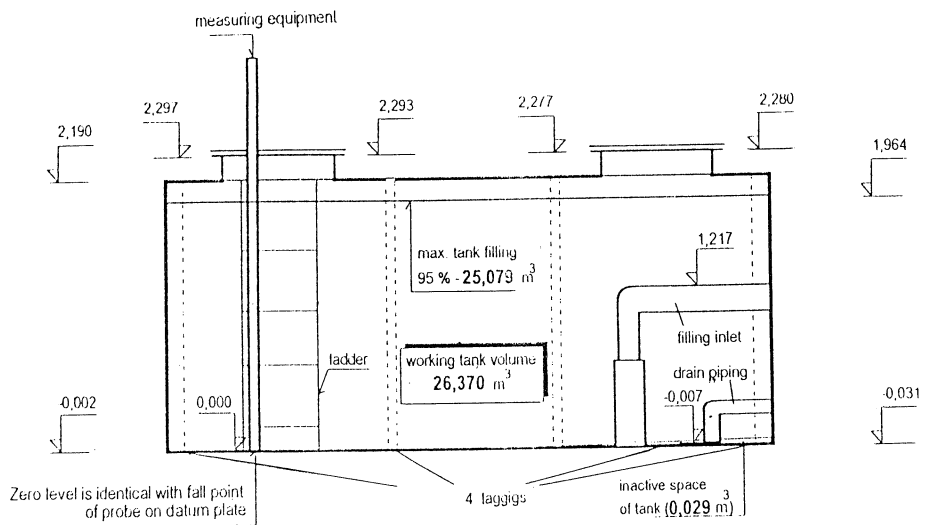 measuring equipment
2,297
2,293
2,277
2,280
2,190
1,964
max. tank filling
95 % - 25,079 m³
1,217
filling inlet
ladder
working tank volume
26,370 m³
drain piping
-0,002
0,000
-0,007
-0,031
Zero level is identical with fall point
of probe on datum plate
4 laggigs
inactive space
of tank (0,029 m³)